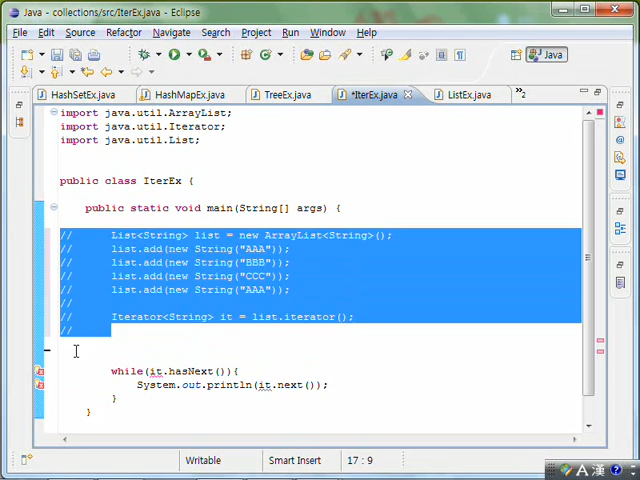 Java - collections/src/IterEx.java - Eclipse
File Edit Source Refactor Navigate Search Project Run Window Help
Java
HashSetEx.java HashMapEx.java TreeEx.java *IterEx.java ListEx.java »2
import java.util.ArrayList;
import java.util.Iterator;
import java.util.List;
public class IterEx {
public static void main(String[] args) {
// List<String> list = new ArrayList<String>();
// list.add(new String("AAA"));
// list.add(new String("BBB"));
// list.add(new String("CCC"));
// list.add(new String("AAA"));
//
// Iterator<String> it = list.iterator();
//
while(it.hasNext()){
System.out.println(it.next());
}
}
Writable Smart Insert 17 : 9
A 漢 ?